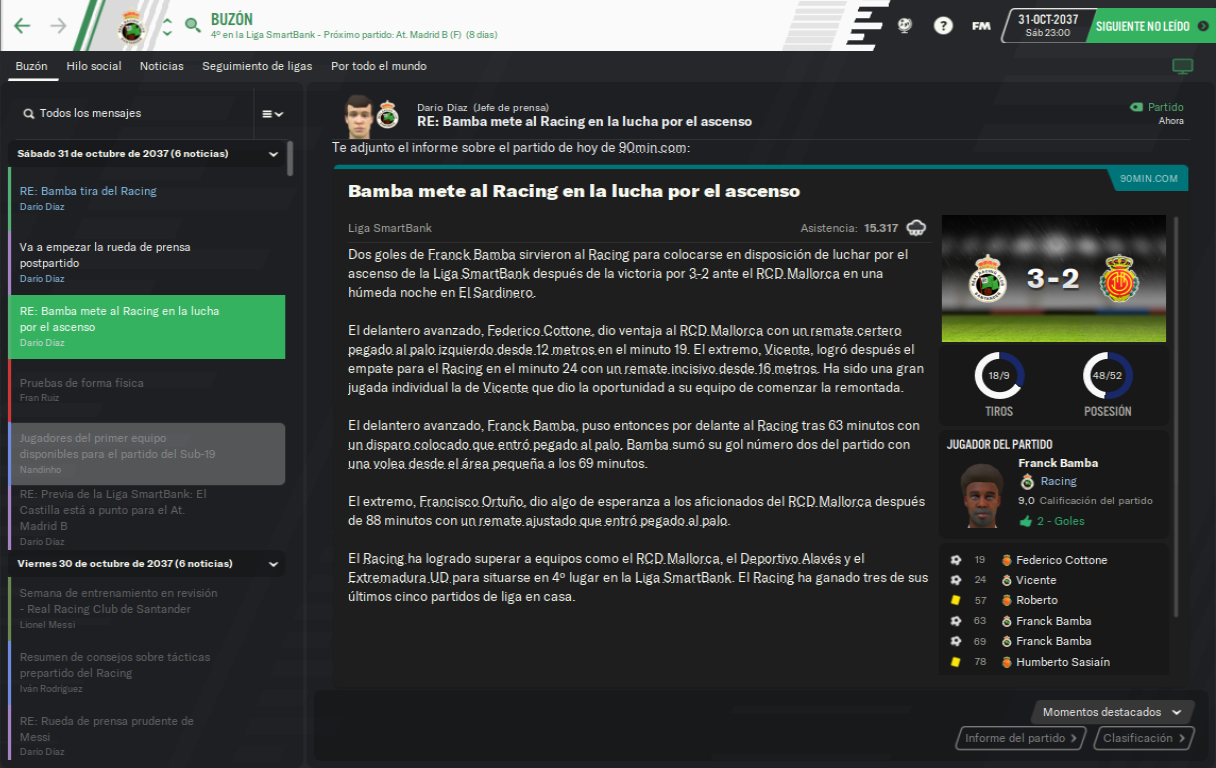 BUZÓN
4º en la Liga SmartBank - Próximo partido: At. Madrid B (F) (8 días)
?
FM
31-OCT-2037
Sáb 23:00
SIGUIENTE NO LEÍDO
Buzón Hilo social Noticias Seguimiento de ligas Por todo el mundo
Todos los mensajes
Sábado 31 de octubre de 2037 (6 noticias)
RE: Bamba tira del Racing
Darío Díaz
Va a empezar la rueda de prensa
postpartido
Darío Díaz
RE: Bamba mete al Racing en la lucha
por el ascenso
Darío Díaz
Pruebas de forma física
Fran Ruiz
Jugadores del primer equipo
disponibles para el partido del Sub-19
Nandinho
RE: Previa de la Liga SmartBank: El
Castilla está a punto para el At.
Madrid B
Darío Díaz
Viernes 30 de octubre de 2037 (6 noticias)
Semana de entrenamiento en revisión
- Real Racing Club de Santander
Lionel Messi
Resumen de consejos sobre tácticas
prepartido del Racing
Iván Rodríguez
RE: Rueda de prensa prudente de
Messi
Darío Díaz
Darío Díaz (Jefe de prensa)
RE: Bamba mete al Racing en la lucha por el ascenso
Partido
Ahora
Te adjunto el informe sobre el partido de hoy de 90min.com:
Bamba mete al Racing en la lucha por el ascenso
90MIN.COM
Liga SmartBank
Asistencia: 15.317
Dos goles de Franck Bamba sirvieron al Racing para colocarse en disposición de luchar por el
ascenso de la Liga SmartBank después de la victoria por 3-2 ante el RCD Mallorca en una
húmeda noche en El Sardinero.
El delantero avanzado, Federico Cottone, dio ventaja al RCD Mallorca con un remate certero
pegado al palo izquierdo desde 12 metros en el minuto 19. El extremo, Vicente, logró después el
empate para el Racing en el minuto 24 con un remate incisivo desde 16 metros. Ha sido una gran
jugada individual la de Vicente que dio la oportunidad a su equipo de comenzar la remontada.
El delantero avanzado, Franck Bamba, puso entonces por delante al Racing tras 63 minutos con
un disparo colocado que entró pegado al palo. Bamba sumó su gol número dos del partido con
una volea desde el área pequeña a los 69 minutos.
El extremo, Francisco Ortuño, dio algo de esperanza a los aficionados del RCD Mallorca después
de 88 minutos con un remate ajustado que entró pegado al palo.
El Racing ha logrado superar a equipos como el RCD Mallorca, el Deportivo Alavés y el
Extremadura UD para situarse en 4º lugar en la Liga SmartBank. El Racing ha ganado tres de sus
últimos cinco partidos de liga en casa.
3-2
18/9
48/52
TIROS
POSESIÓN
JUGADOR DEL PARTIDO
Franck Bamba
Racing
9,0 Calificación del partido
2 - Goles
19 Federico Cottone
24 Vicente
57 Roberto
63 Franck Bamba
69 Franck Bamba
78 Humberto Sasiaín
Momentos destacados
Informe del partido
Clasificación